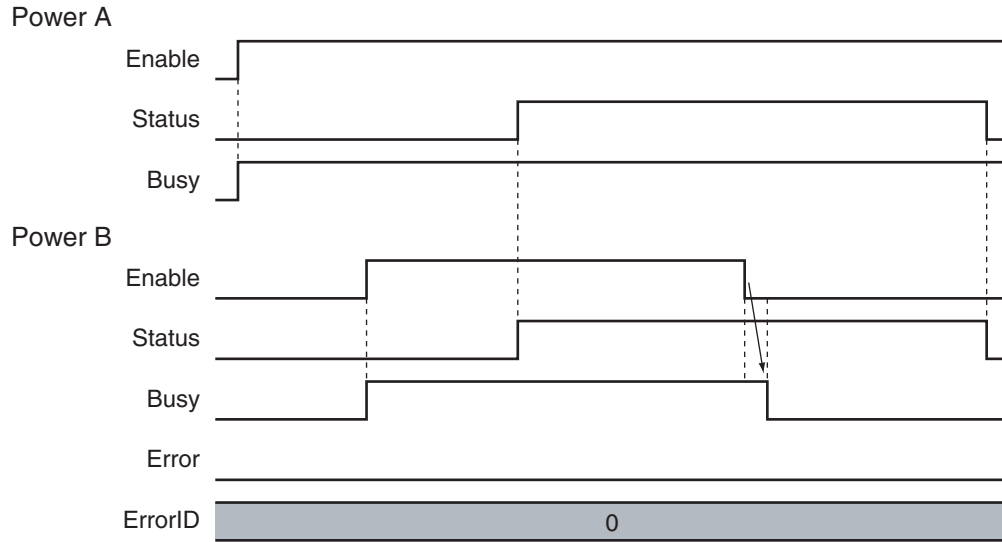 Power A
Enable
Status
Busy
Power B
Enable
Status
Busy
Error
ErrorID
0